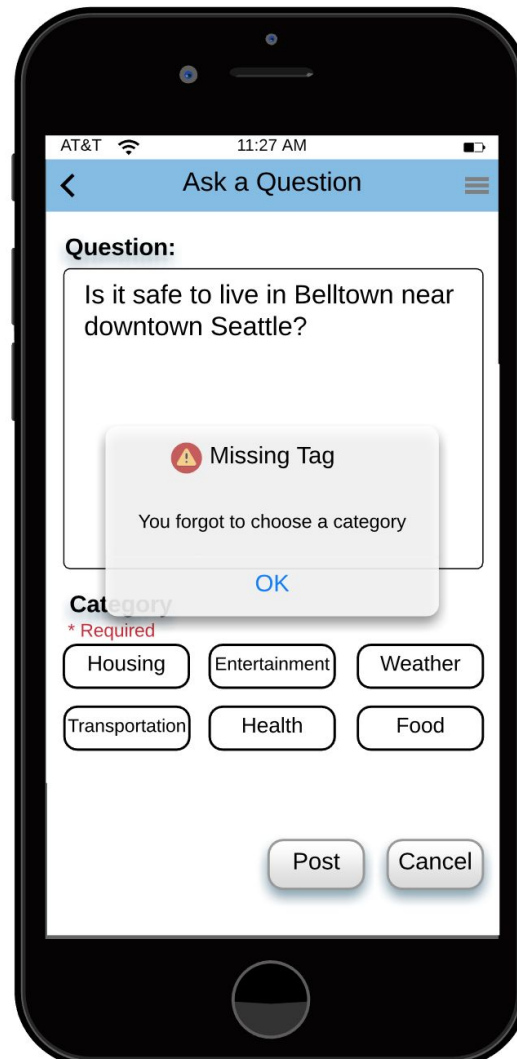 AT&T 11:27 AM
Ask a Question
Question:
Is it safe to live in Belltown near
downtown Seattle?
Missing Tag
You forgot to choose a category
OK
Category
* Required
Housing Entertainment Weather
Transportation Health Food
Post Cancel